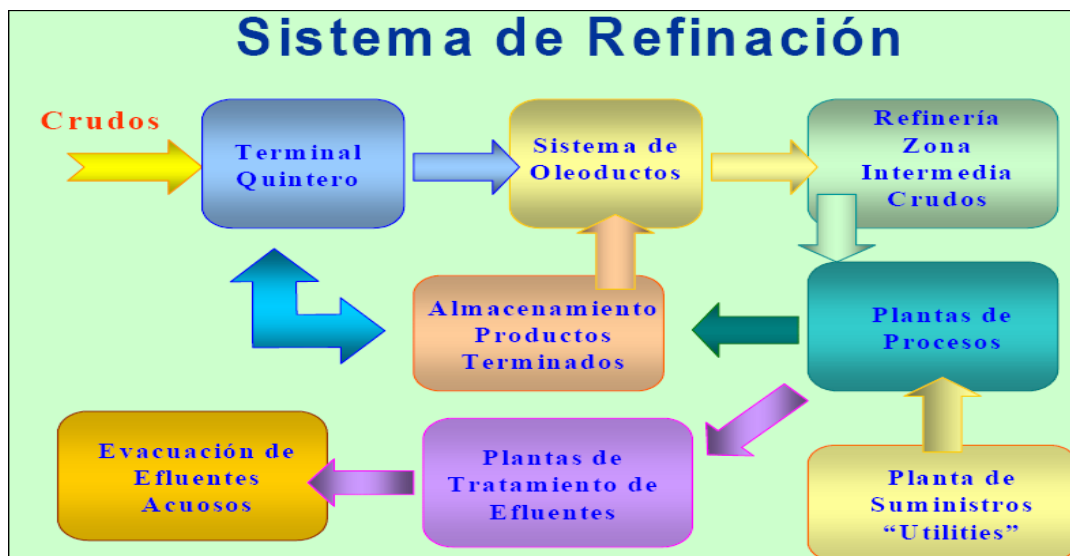 Sistema de Refinación
Crudos
Terminal
Quintero
Sistema de
Oleoductos
Refinería
Zona
Intermedia
Crudos
Almacenamiento
Productos
Terminados
Plantas de
Procesos
Evacuación de
Efluentes
Acuosos
Plantas de
Tratamiento de
Efluentes
Planta de
Suministros
“Utilities”